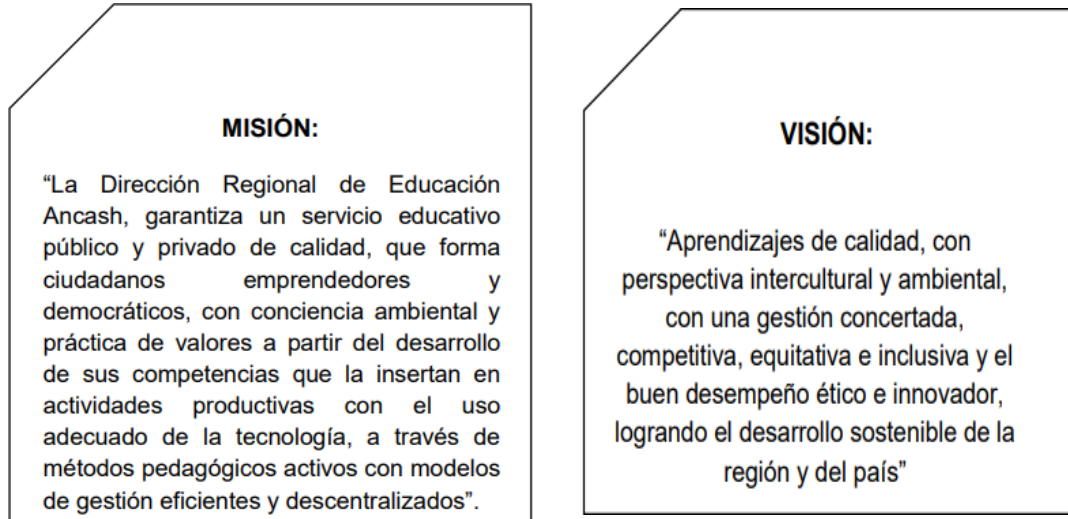 MISIÓN:
“La Dirección Regional de Educación
Ancash, garantiza un servicio educativo
público y privado de calidad, que forma
ciudadanos emprendedores y
democráticos, con conciencia ambiental y
práctica de valores a partir del desarrollo
de sus competencias que la insertan en
actividades productivas con el uso
adecuado de la tecnología, a través de
métodos pedagógicos activos con modelos
de gestión eficientes y descentralizados”.
VISIÓN:
“Aprendizajes de calidad, con
perspectiva intercultural y ambiental,
con una gestión concertada,
competitiva, equitativa e inclusiva y el
buen desempeño ético e innovador,
logrando el desarrollo sostenible de la
región y del país”